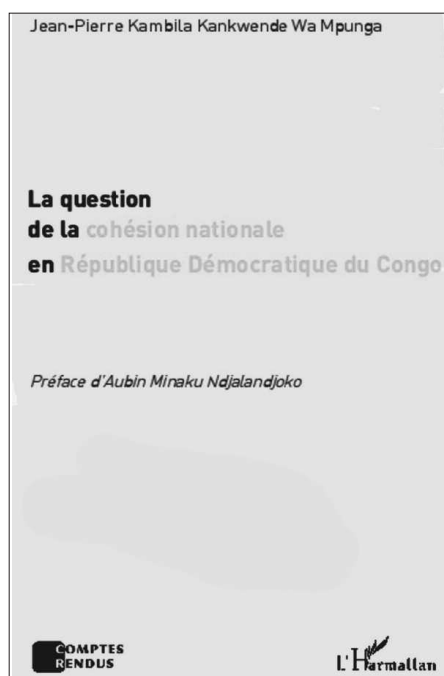 Jean-Pierre Kambila Kankwende Wa Mpunga
La question
de la cohésion nationale
en République Démocratique du Congo
Préface d'Aubin Minaku Ndjalandjoko
COMPTES
RENDUS
L'Harmattan